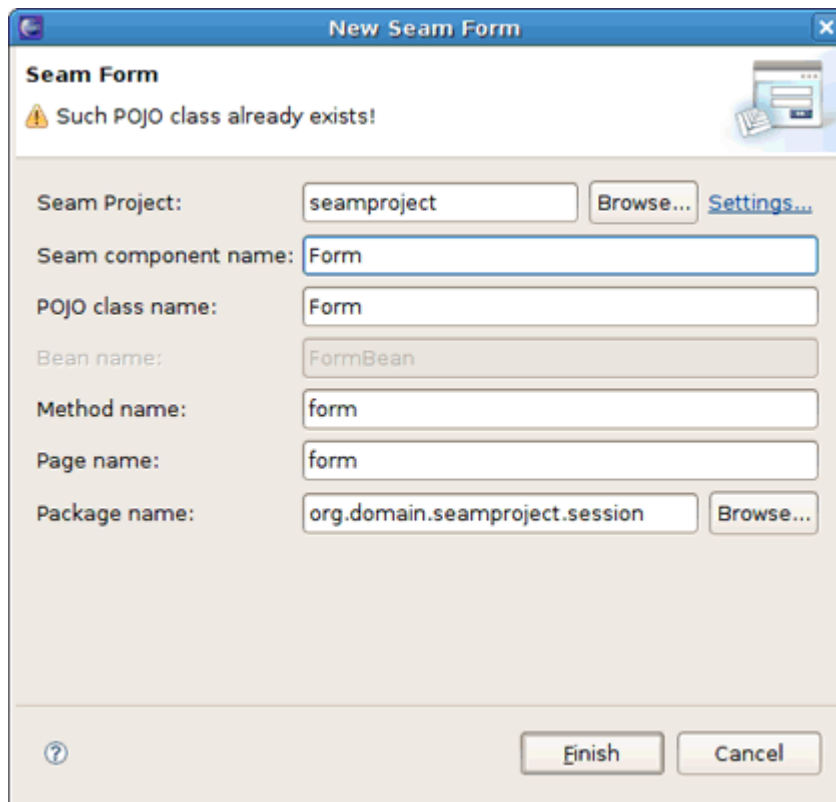 New Seam Form
Seam Form
Such POJO class already exists!
Seam Project: seamproject Browse... Settings...
Seam component name: Form
POJO class name: Form
Bean name: FormBean
Method name: form
Page name: form
Package name: org.domain.seamproject.session Browse...
Finish Cancel